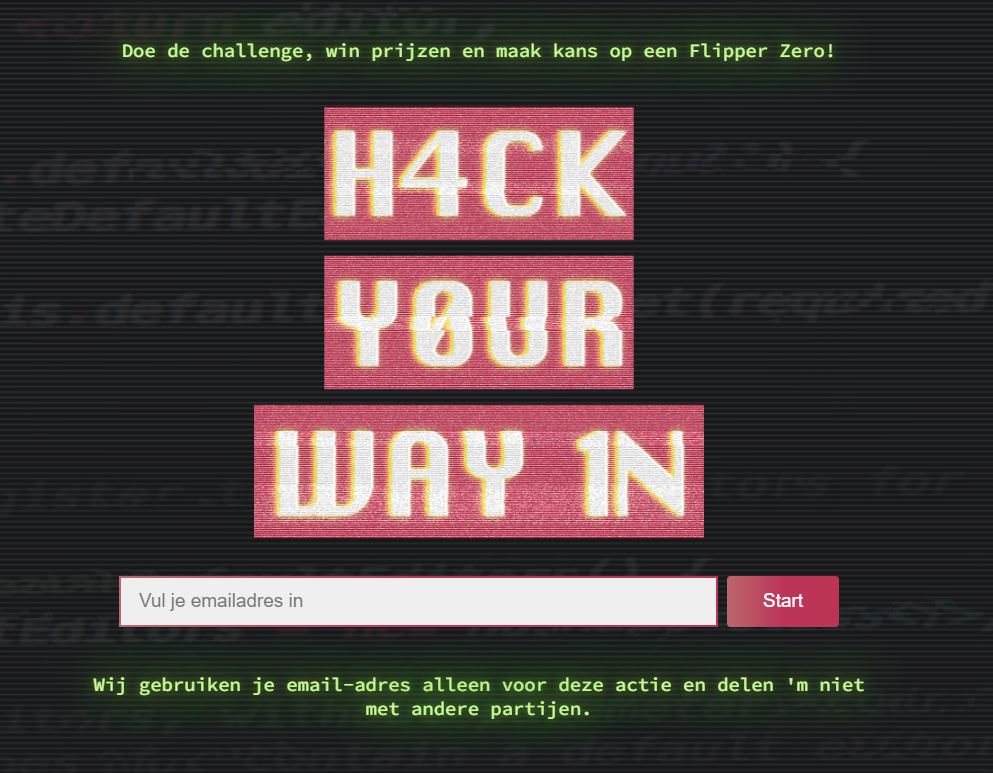 Doe de challenge, win prijzen en maak kans op een Flipper Zero!
H4CK
Y0UR
WAY 1N
Vul je emailadres in
Start
Wij gebruiken je email-adres alleen voor deze actie en delen 'm niet
met andere partijen.